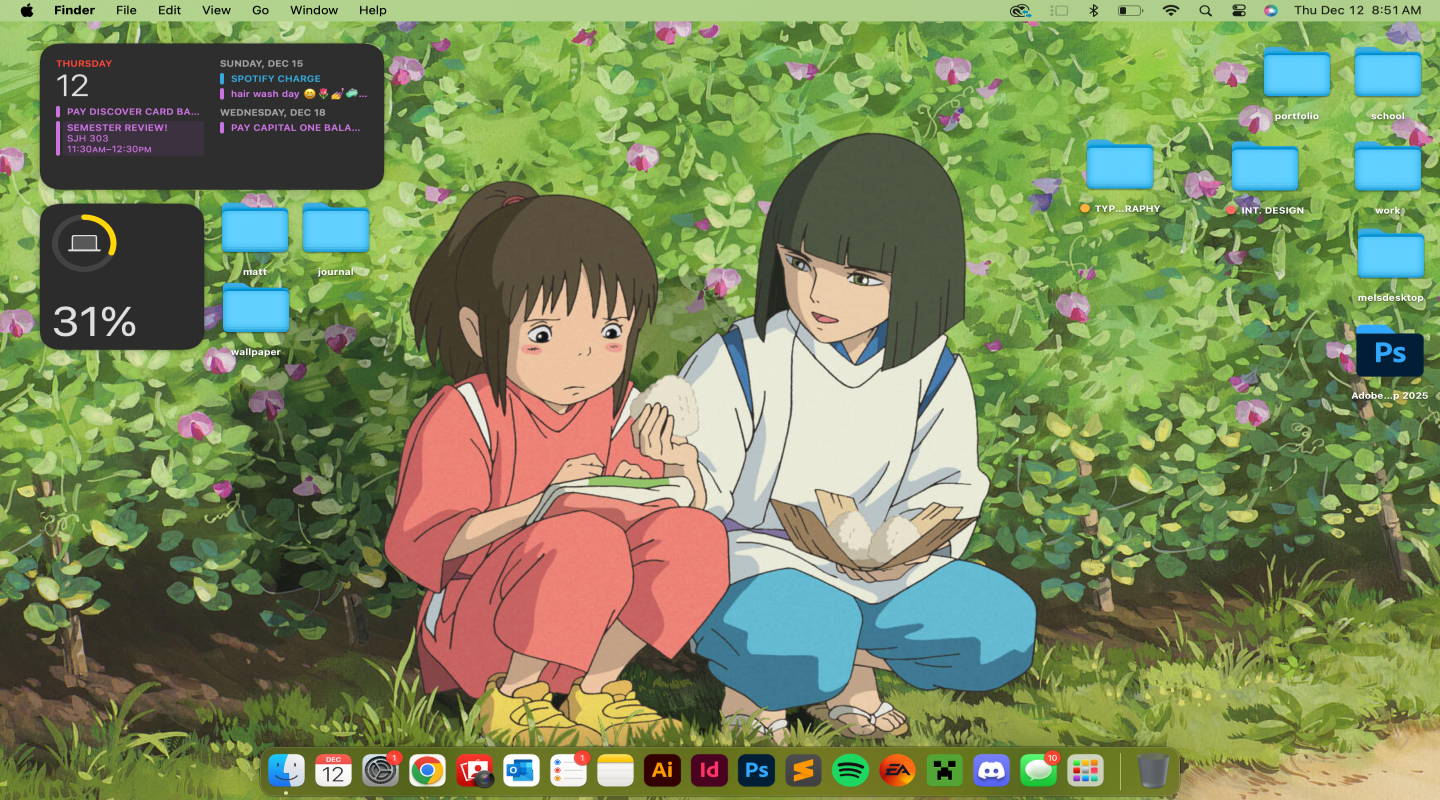 Finder File Edit View Go Window Help
Thu Dec 12 8:51 AM
THURSDAY
12
PAY DISCOVER CARD BA...
SEMESTER REVIEW!
SJH 303
11:30AM–12:30PM
SUNDAY, DEC 15
SPOTIFY CHARGE
hair wash day 😊🌷💅🧼...
WEDNESDAY, DEC 18
PAY CAPITAL ONE BALA...
31%
matt
journal
wallpaper
portfolio
school
TYP...RAPHY
INT. DESIGN
work
melsdesktop
Ps
Adobe...p 2025
DEC
12
1
1
Ai
Id
Ps
EA
10